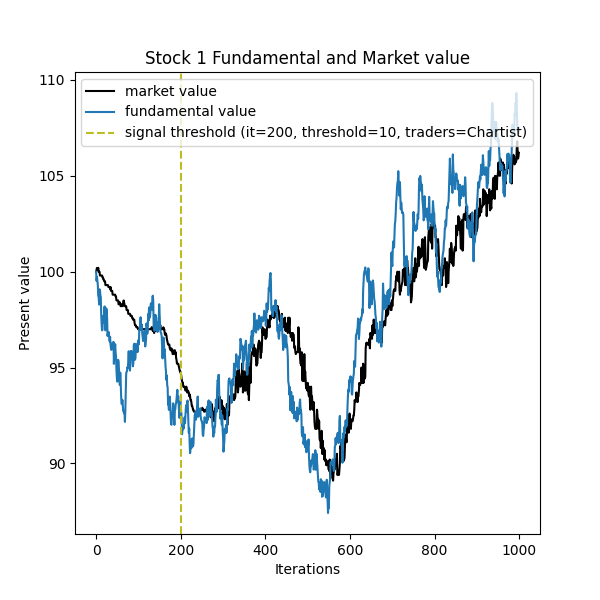 Stock 1 Fundamental and Market value
110
market value
fundamental value
signal threshold (it=200, threshold=10, traders=Chartist)
105
100
95
90
Present value
0 200 400 600 800 1000
Iterations